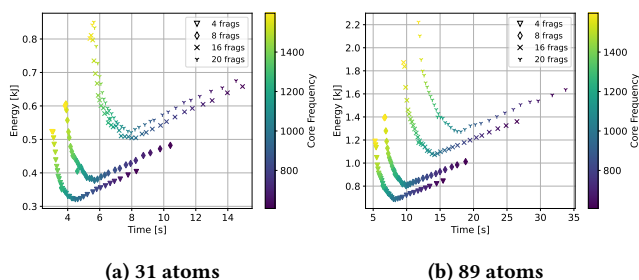 4 frags
8 frags
16 frags
20 frags
0.8
0.7
0.6
0.5
0.4
0.3
Energy [kJ]
4 6 8 10 12 14
Time [s]
1400
1200
1000
800
Core Frequency
(a) 31 atoms
4 frags
8 frags
16 frags
20 frags
2.2
2.0
1.8
1.6
1.4
1.2
1.0
0.8
Energy [kJ]
5 10 15 20 25 30 35
Time [s]
1400
1200
1000
800
Core Frequency
(b) 89 atoms